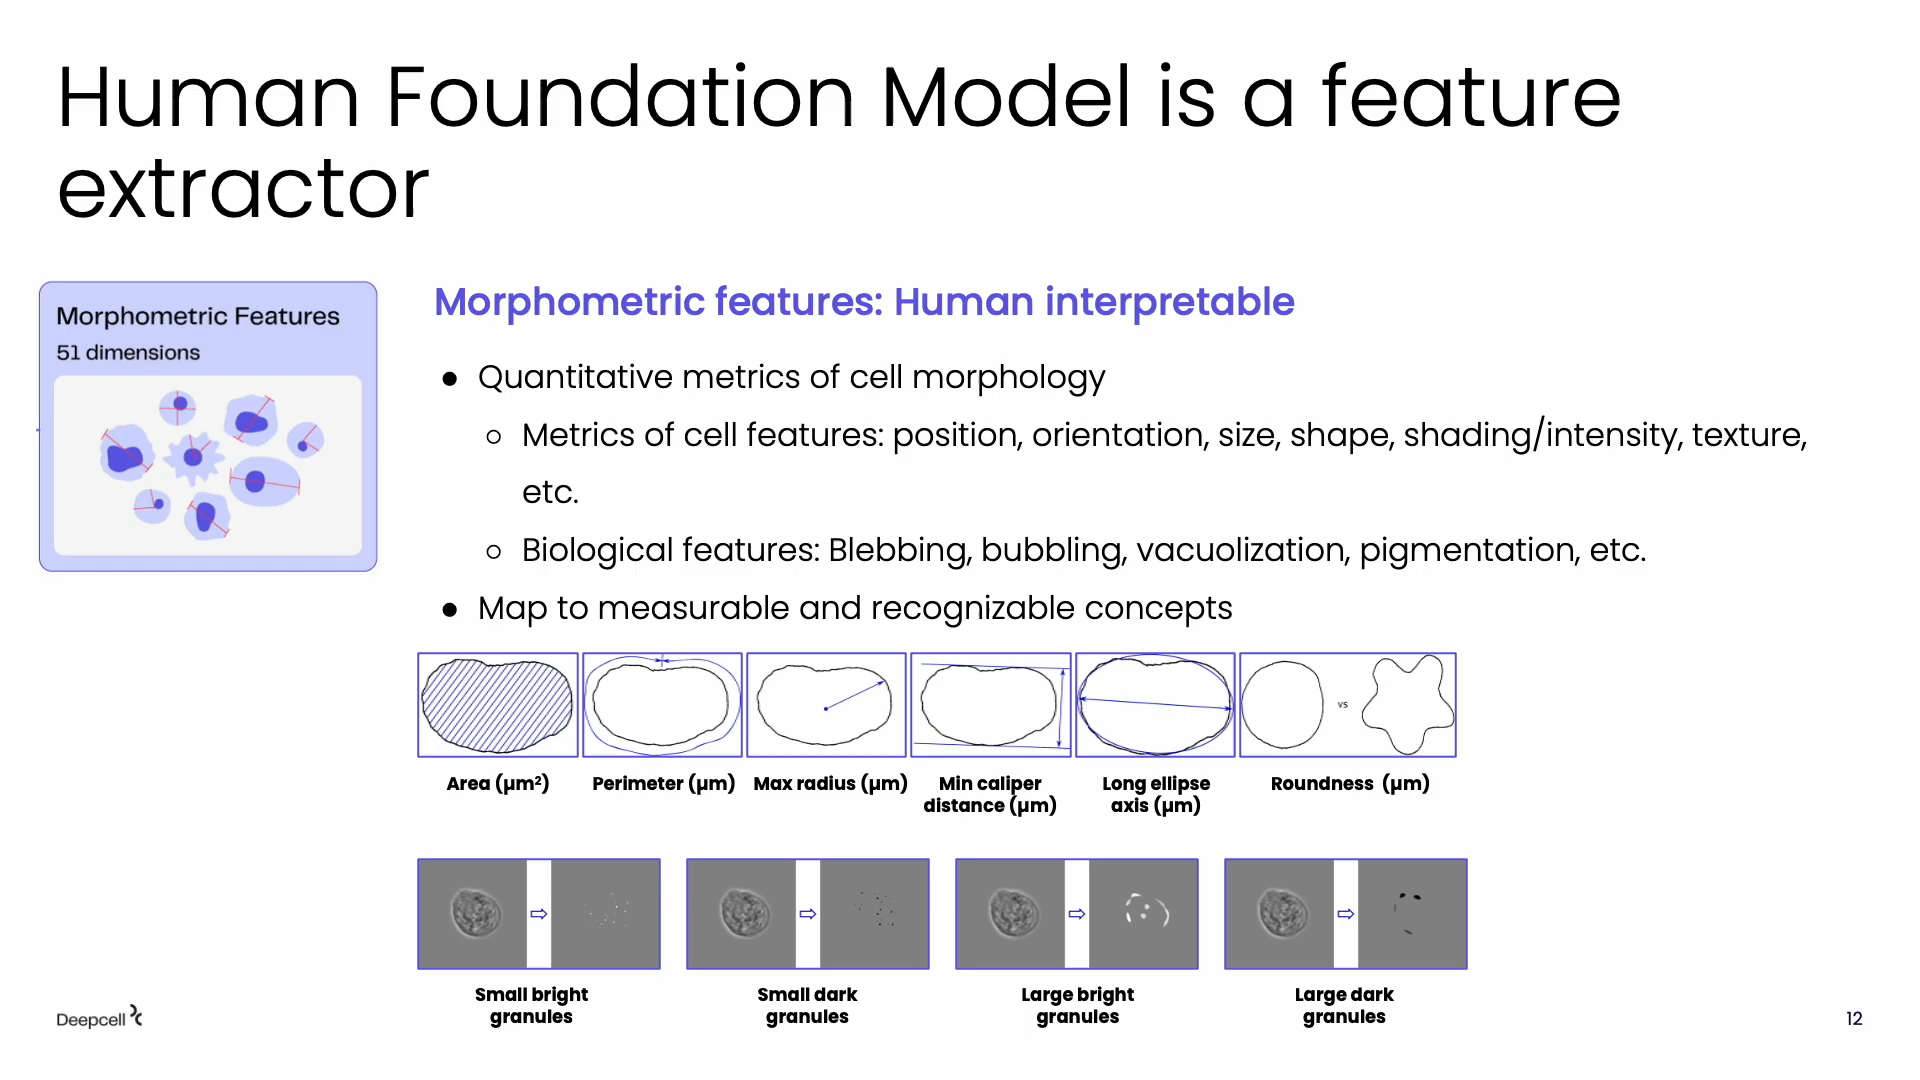 Human Foundation Model is a feature
extractor
Morphometric Features
51 dimensions
Morphometric features: Human interpretable
● Quantitative metrics of cell morphology
○ Metrics of cell features: position, orientation, size, shape, shading/intensity, texture,
etc.
○ Biological features: Blebbing, bubbling, vacuolization, pigmentation, etc.
● Map to measurable and recognizable concepts
vs
Area (µm²)
Perimeter (µm)
Max radius (µm)
Min caliper
distance (µm)
Long ellipse
axis (µm)
Roundness (µm)
Small bright
granules
Small dark
granules
Large bright
granules
Large dark
granules
Deepcell
12